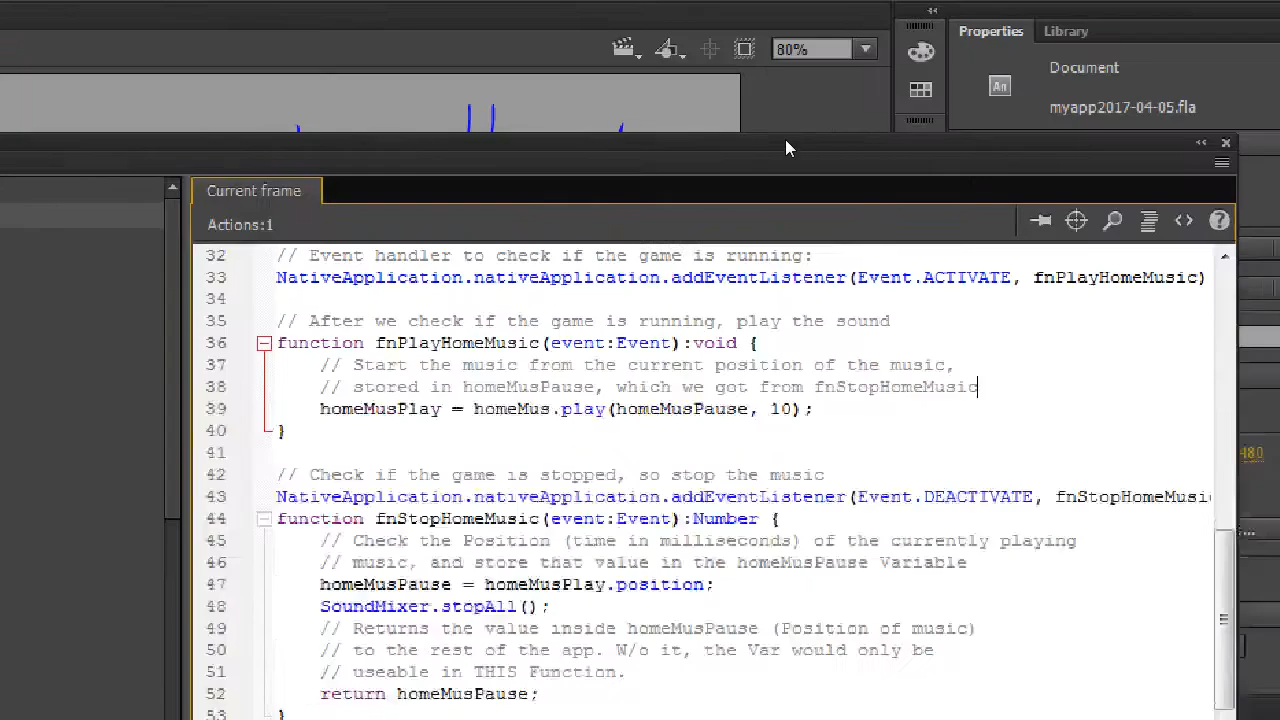 80%
Properties
Library
Document
An
myapp2017-04-05.fla
Current frame
Actions:1
32 // Event handler to check if the game is running:
33 NativeApplication.nativeApplication.addEventListener(Event.ACTIVATE, fnPlayHomeMusic)
34
35 // After we check if the game is running, play the sound
36 function fnPlayHomeMusic(event:Event):void {
37 // Start the music from the current position of the music,
38 // stored in homeMusPause, which we got from fnStopHomeMusic
39 homeMusPlay = homeMus.play(homeMusPause, 10);
40 }
41
42 // Check if the game is stopped, so stop the music
43 NativeApplication.nativeApplication.addEventListener(Event.DEACTIVATE, fnStopHomeMusi
44 function fnStopHomeMusic(event:Event):Number {
45 // Check the Position (time in milliseconds) of the currently playing
46 // music, and store that value in the homeMusPause Variable
47 homeMusPause = homeMusPlay.position;
48 SoundMixer.stopAll();
49 // Returns the value inside homeMusPause (Position of music)
50 // to the rest of the app. W/o it, the Var would only be
51 // useable in THIS Function.
52 return homeMusPause;
53 }
480